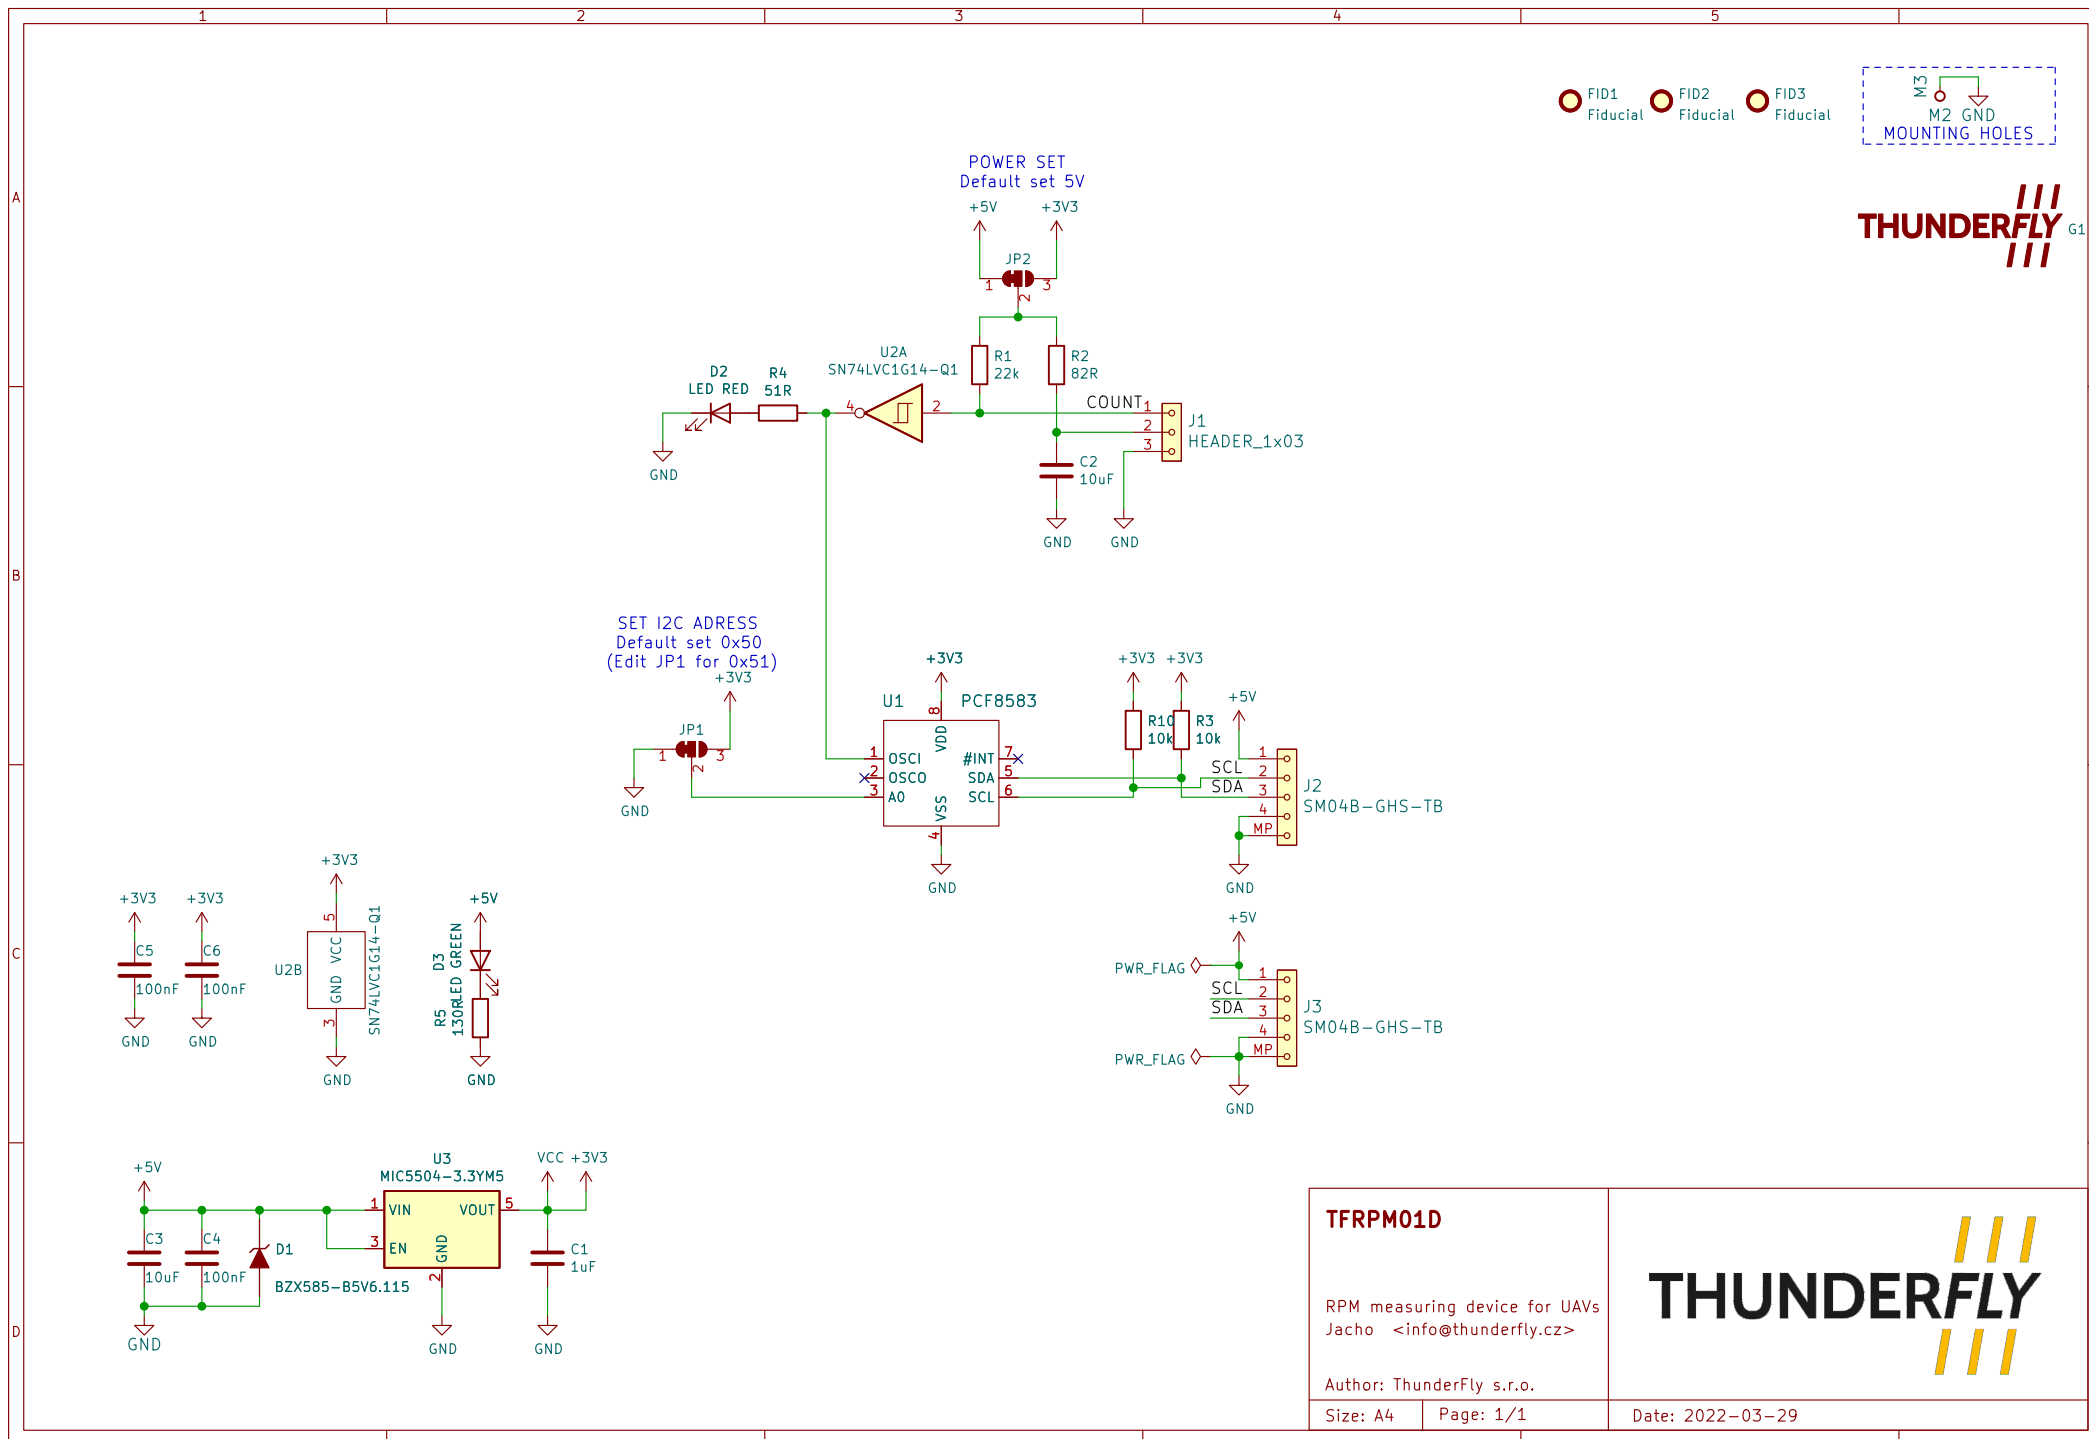 1
2
3
4
5
A
B
C
D
FID1
Fiducial
FID2
Fiducial
FID3
Fiducial
M3
M2 GND
MOUNTING HOLES
THUNDERFLY
G1
POWER SET
Default set 5V
+5V
+3V3
JP2
1
2
3
R1
22k
R2
82R
U2A
SN74LVC1G14-Q1
4
2
D2
LED RED
R4
51R
GND
COUNT
1
2
3
J1
HEADER_1x03
C2
10uF
GND
GND
SET I2C ADRESS
Default set 0x50
(Edit JP1 for 0x51)
+3V3
JP1
1
2
3
GND
+3V3
U1
PCF8583
8
VDD
1
OSCI
2
OSCO
3
A0
#INT
7
SDA
5
SCL
6
VSS
4
GND
+3V3
+3V3
R10
10k
R3
10k
+5V
SCL
SDA
1
2
3
4
MP
J2
SM04B-GHS-TB
GND
+5V
PWR_FLAG
SCL
SDA
PWR_FLAG
1
2
3
4
MP
J3
SM04B-GHS-TB
GND
+3V3
C5
100nF
GND
+3V3
C6
100nF
GND
+3V3
5
U2B
GND VCC
SN74LVC1G14-Q1
3
GND
+5V
D3
LED GREEN
R5
130R
GND
+5V
C3
10uF
C4
100nF
D1
BZX585-B5V6.115
GND
U3
MIC5504-3.3YM5
1
VIN
3
EN
VOUT
5
GND
2
GND
VCC
+3V3
C1
1uF
GND
TFRPM01D
RPM measuring device for UAVs
Jacho <info@thunderfly.cz>
Author: ThunderFly s.r.o.
Size: A4
Page: 1/1
Date: 2022-03-29
THUNDERFLY